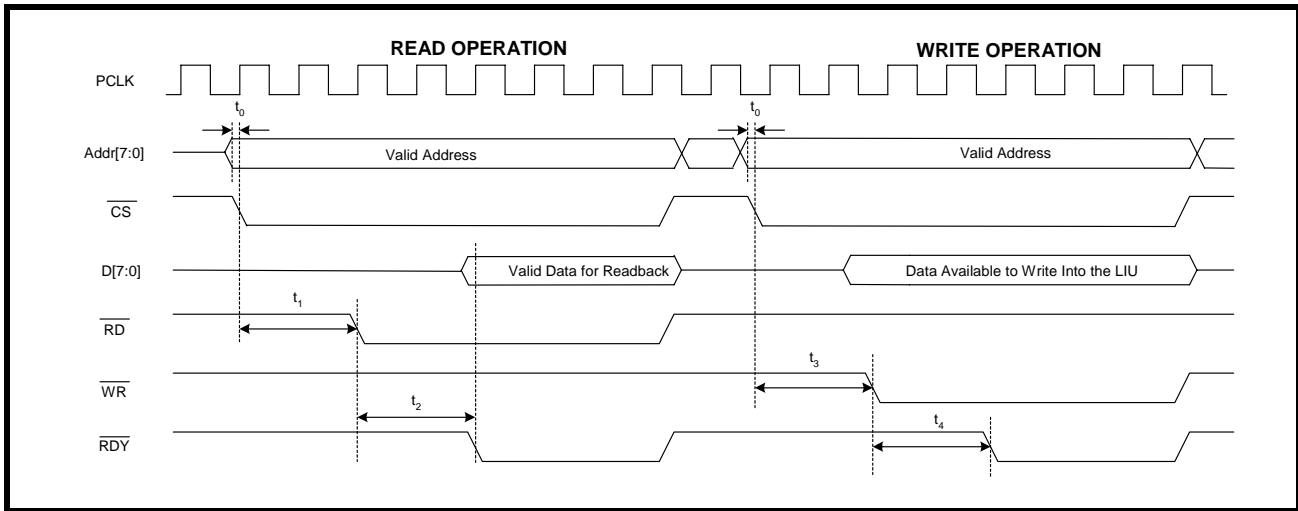 READ OPERATION WRITE OPERATION
PCLK
t0 t0
Addr[7:0] Valid Address Valid Address
CS
D[7:0] Valid Data for Readback Data Available to Write Into the LIU
t1
RD
t3
WR
t2
t4
RDY